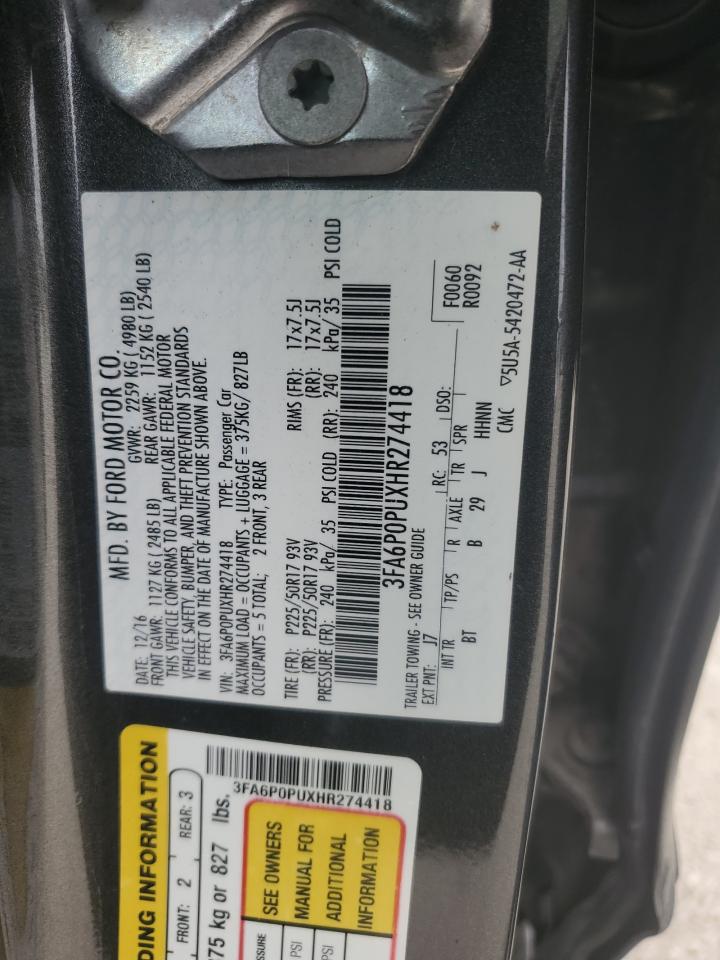 MFD. BY FORD MOTOR CO.
DATE: 12/16 GVWR: 2259 KG ( 4980 LB)
FRONT GAWR: 1127 KG ( 2485 LB) REAR GAWR: 1152 KG ( 2540 LB)
THIS VEHICLE CONFORMS TO ALL APPLICABLE FEDERAL MOTOR
VEHICLE SAFETY, BUMPER, AND THEFT PREVENTION STANDARDS
IN EFFECT ON THE DATE OF MANUFACTURE SHOWN ABOVE.
VIN: 3FA6P0PUXHR274418 TYPE: Passenger Car
MAXIMUM LOAD = OCCUPANTS + LUGGAGE = 375KG/ 827LB
OCCUPANTS = 5 TOTAL; 2 FRONT, 3 REAR
TIRE (FR): P225/50R17 93V RIMS (FR): 17x7.5J
(RR): P225/50R17 93V (RR): 17x7.5J
PRESSURE (FR): 240 kPa/ 35 PSI COLD (RR): 240 kPa/ 35 PSI COLD
3FA6P0PUXHR274418
TRAILER TOWING - SEE OWNER GUIDE F0060
EXT PNT: J7 RC: 53 DSO: R0092
INT TR TP/PS R AXLE TR SPR
BT B 29 J HHNN
CMC ▽5U5A-5420472-AA
DING INFORMATION
FRONT: 2 REAR: 3
75 kg or 827 lbs.
3FA6P0PUXHR274418
SEE OWNERS
MANUAL FOR
ADDITIONAL
INFORMATION
PSI
PSI